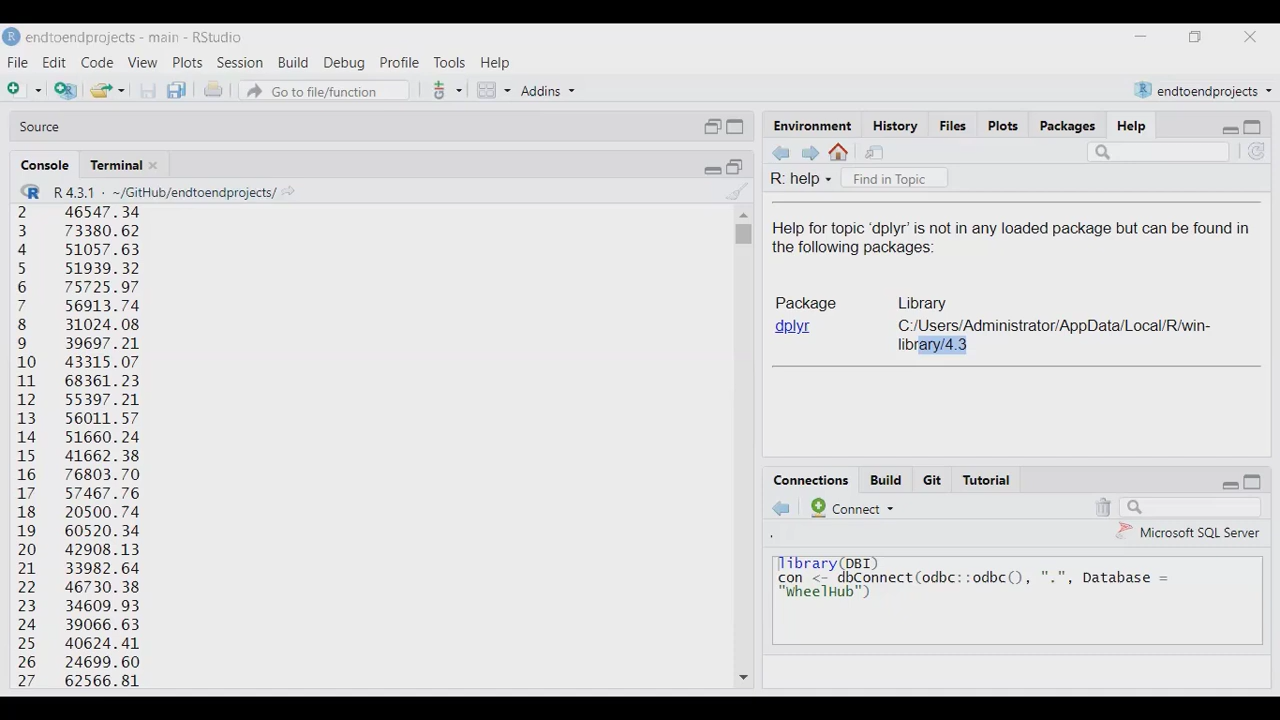 endtoendprojects - main - RStudio
File Edit Code View Plots Session Build Debug Profile Tools Help
Go to file/function Addins endtoendprojects
Source
Console Terminal
R 4.3.1 · ~/GitHub/endtoendprojects/
2 46547.34
3 73380.62
4 51057.63
5 51939.32
6 75725.97
7 56913.74
8 31024.08
9 39697.21
10 43315.07
11 68361.23
12 55397.21
13 56011.57
14 51660.24
15 41662.38
16 76803.70
17 57467.76
18 20500.74
19 60520.34
20 42908.13
21 33982.64
22 46730.38
23 34609.93
24 39066.63
25 40624.41
26 24699.60
27 62566.81
Environment History Files Plots Packages Help
R: help Find in Topic
Help for topic ‘dplyr’ is not in any loaded package but can be found in
the following packages:
Package Library
dplyr C:/Users/Administrator/AppData/Local/R/win-
library/4.3
Connections Build Git Tutorial
Connect
. Microsoft SQL Server
library(DBI)
con <- dbConnect(odbc::odbc(), ".", Database =
"WheelHub")